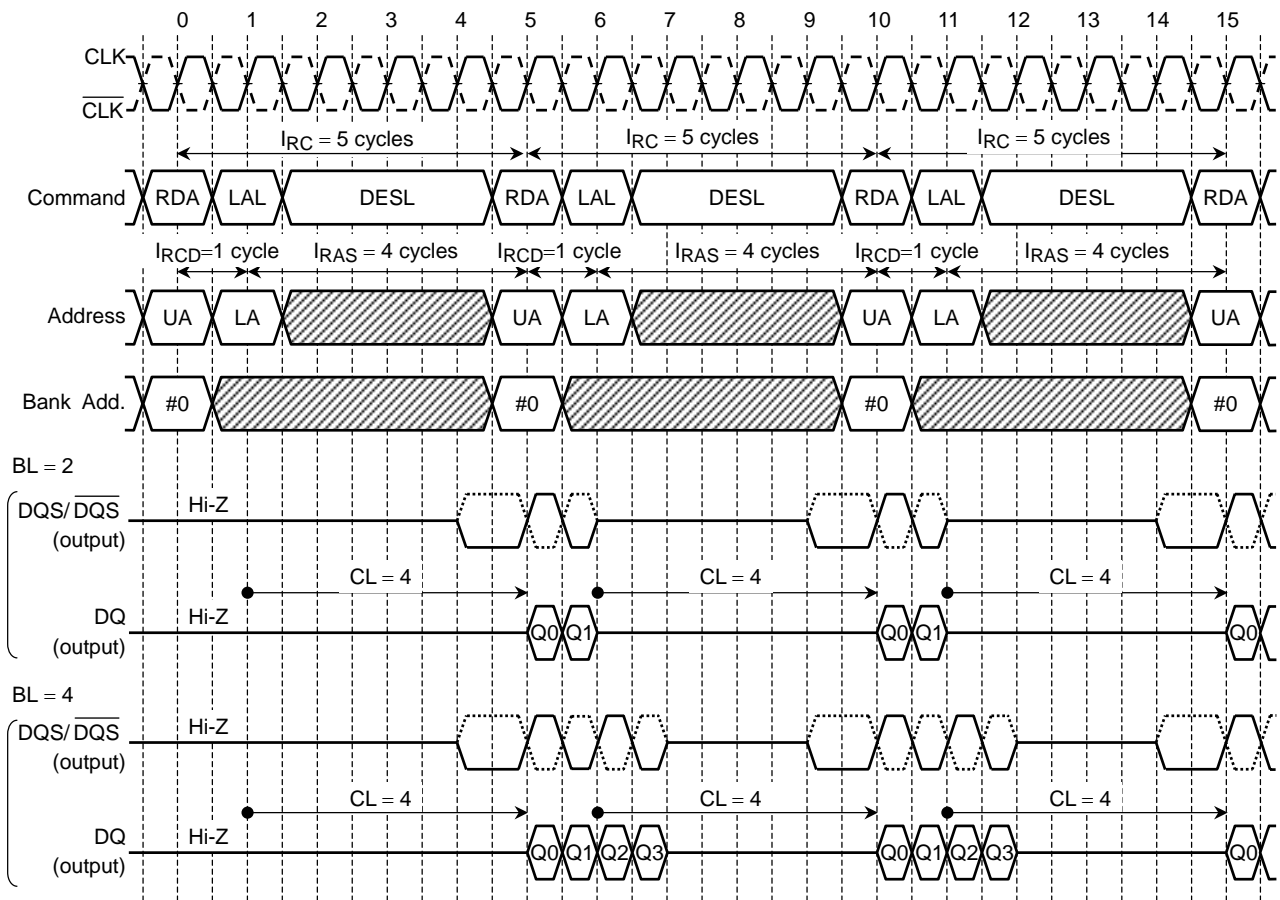 0 1 2 3 4 5 6 7 8 9 10 11 12 13 14 15
CLK
CLK
IRC = 5 cycles IRC = 5 cycles IRC = 5 cycles
Command RDA LAL DESL RDA LAL DESL RDA LAL DESL RDA
IRCD=1 cycle IRAS = 4 cycles IRCD=1 cycle IRAS = 4 cycles IRCD=1 cycle IRAS = 4 cycles
Address UA LA UA LA UA LA UA
Bank Add. #0 #0 #0 #0
BL = 2
DQS/DQS Hi-Z
(output)
CL = 4 CL = 4 CL = 4
DQ Hi-Z Q0 Q1 Q0 Q1 Q0
(output)
BL = 4
DQS/DQS Hi-Z
(output)
CL = 4 CL = 4 CL = 4
DQ Hi-Z Q0 Q1 Q2 Q3 Q0 Q1 Q2 Q3 Q0
(output)